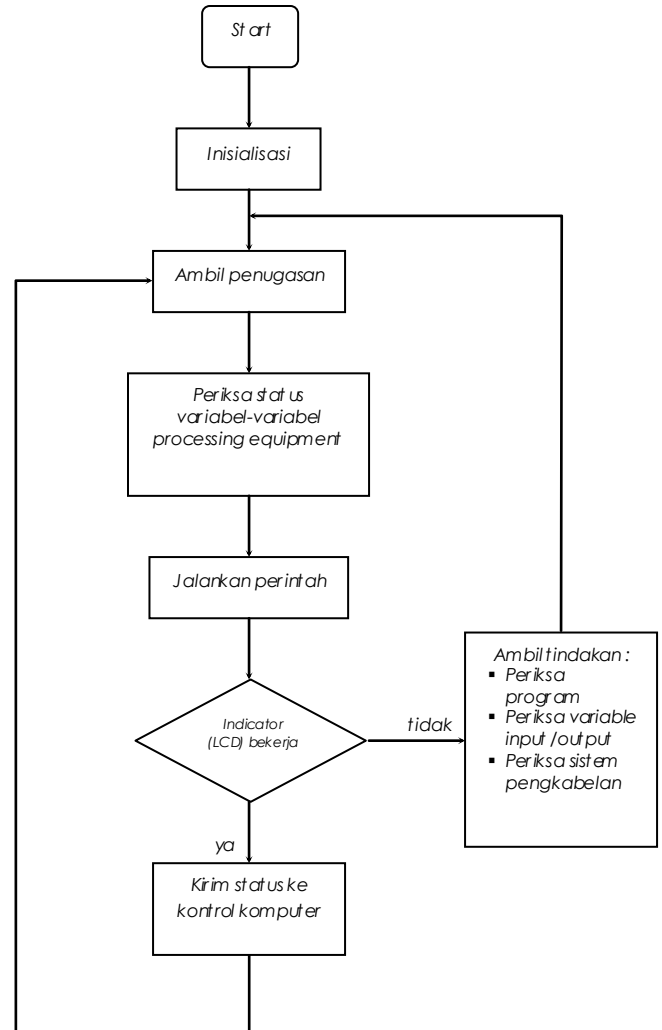 Start
Inisialisasi
Ambil penugasan
Periksa status
variabel-variabel
processing equipment
Jalankan perintah
Indicator
(LCD) bekerja
tidak
Ambil tindakan :
▪ Periksa
program
▪ Periksa variable
input/output
▪ Periksa sistem
pengkabelan
ya
Kirim status ke
kontrol komputer